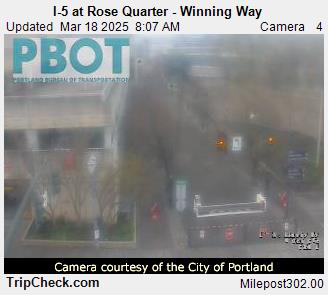 I-5 at Rose Quarter - Winning Way
Updated Mar 18 2025 8:07 AM Camera 4
PBOT
PORTLAND BUREAU OF TRANSPORTATION
Camera courtesy of the City of Portland
TripCheck.com Milepost302.00